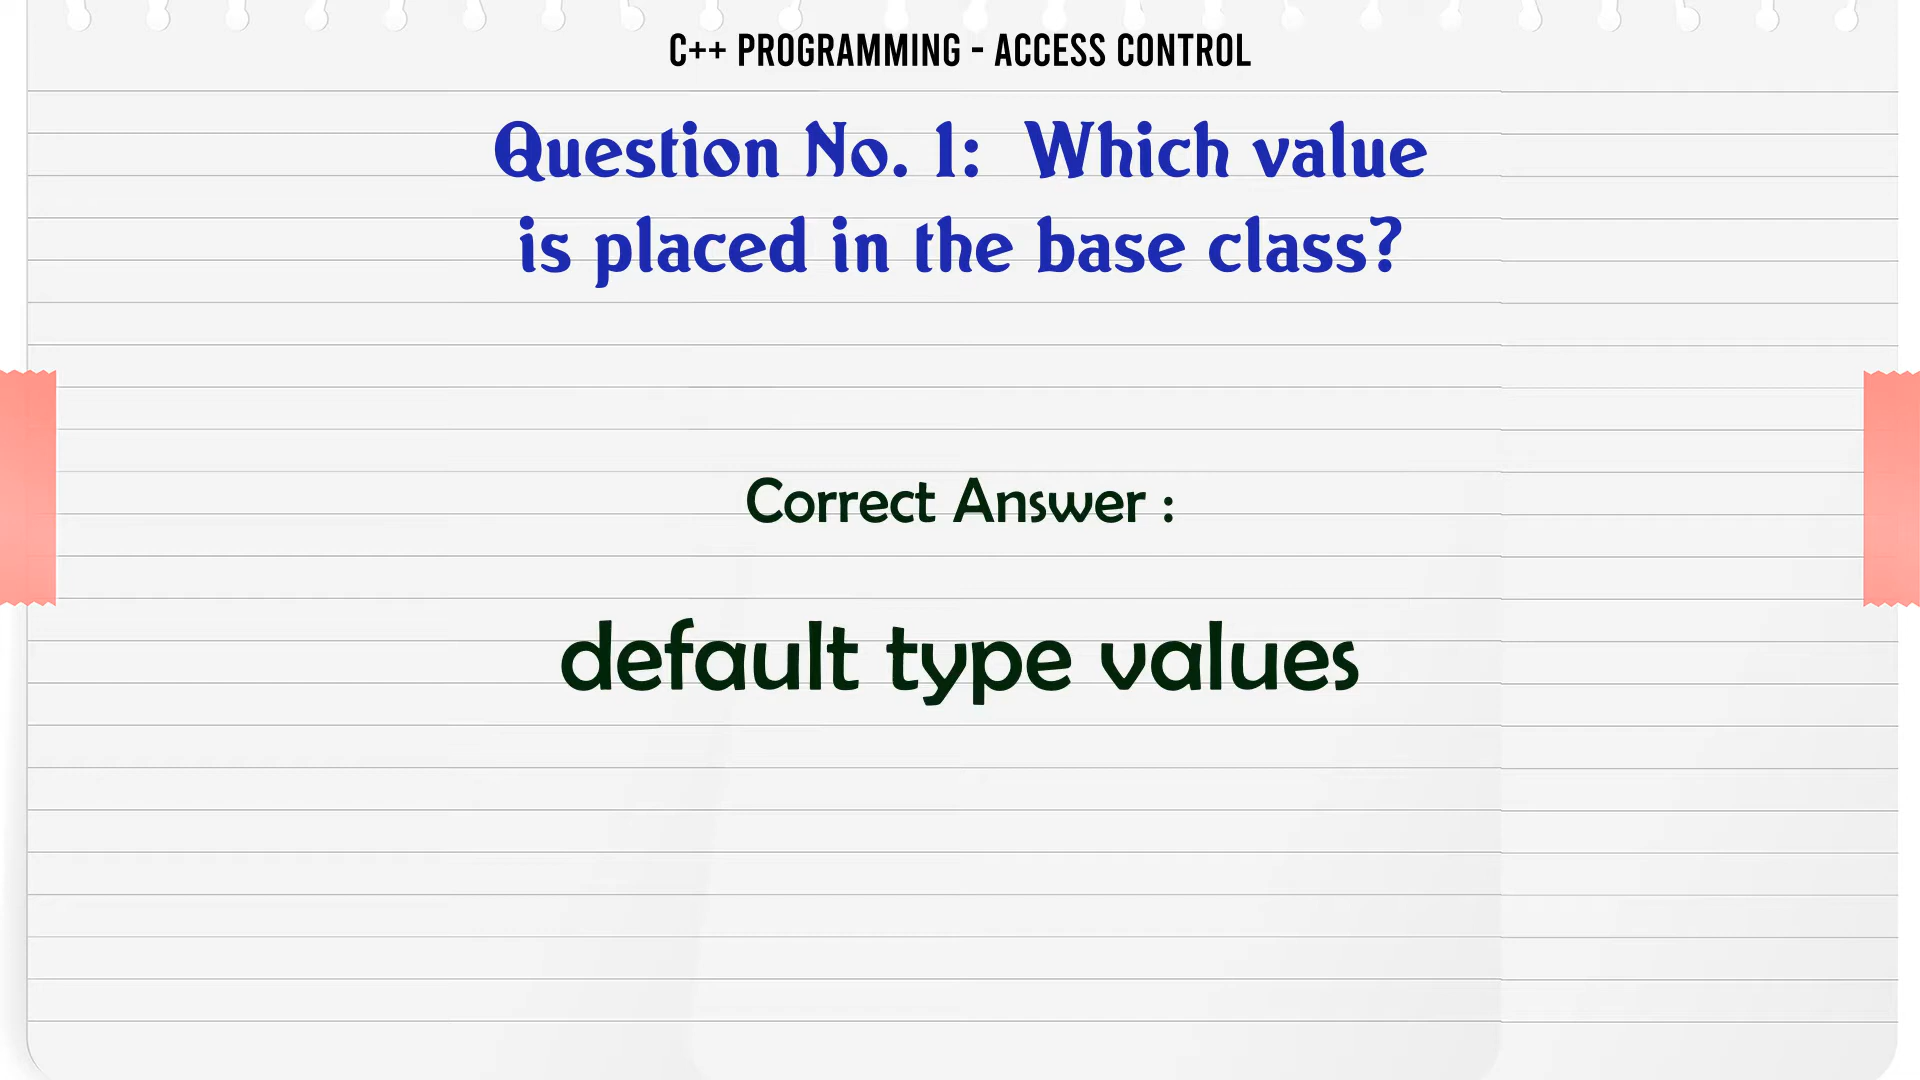 C++ PROGRAMMING - ACCESS CONTROL
Question No. 1: Which value
is placed in the base class?
Correct Answer :
default type values